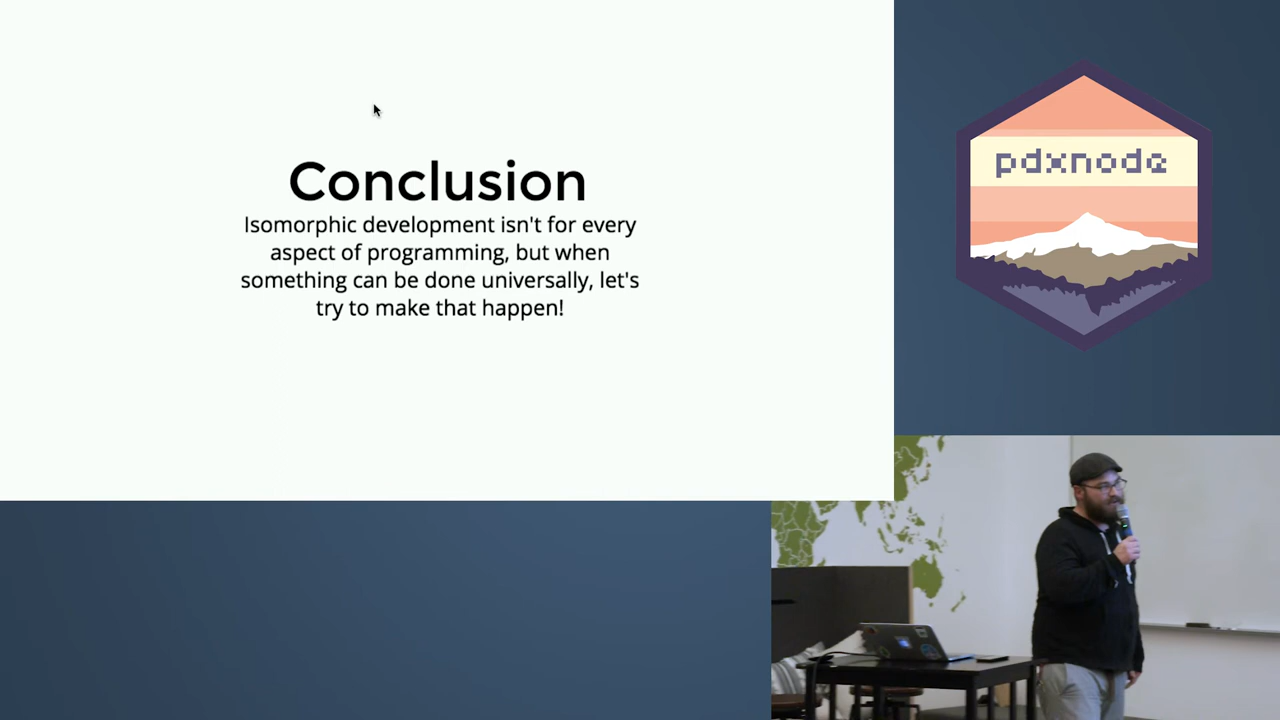 Conclusion
Isomorphic development isn't for every
aspect of programming, but when
something can be done universally, let's
try to make that happen!
pdxnode